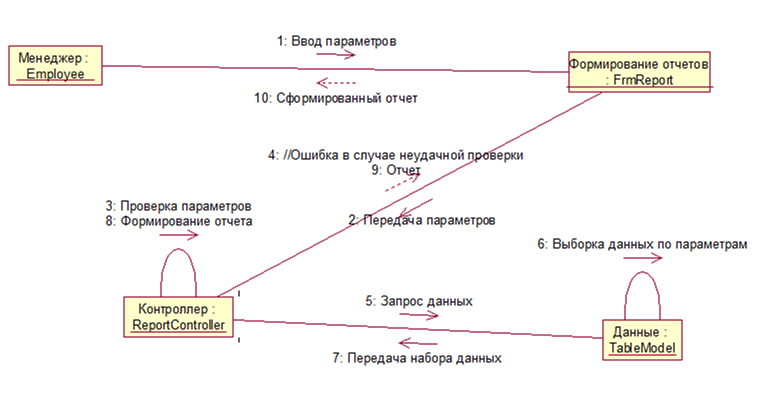 1: Ввод параметров
Менеджер :
Employee
Формирование отчетов
: FrmReport
10: Сформированный отчет
4: //Ошибка в случае неудачной проверки
9: Отчет
3: Проверка параметров
8: Формирование отчета
2: Передача параметров
6: Выборка данных по параметрам
Контроллер :
ReportController
5: Запрос данных
Данные :
TableModel
7: Передача набора данных